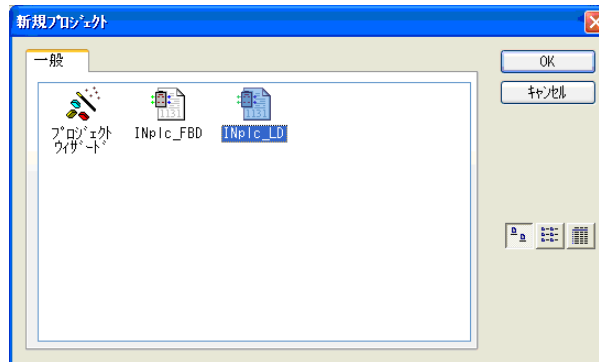 新規プロジェクト
一般
OK
キャンセル
プロジェクト
ウィザード
INplc_FBD
INplc_LD